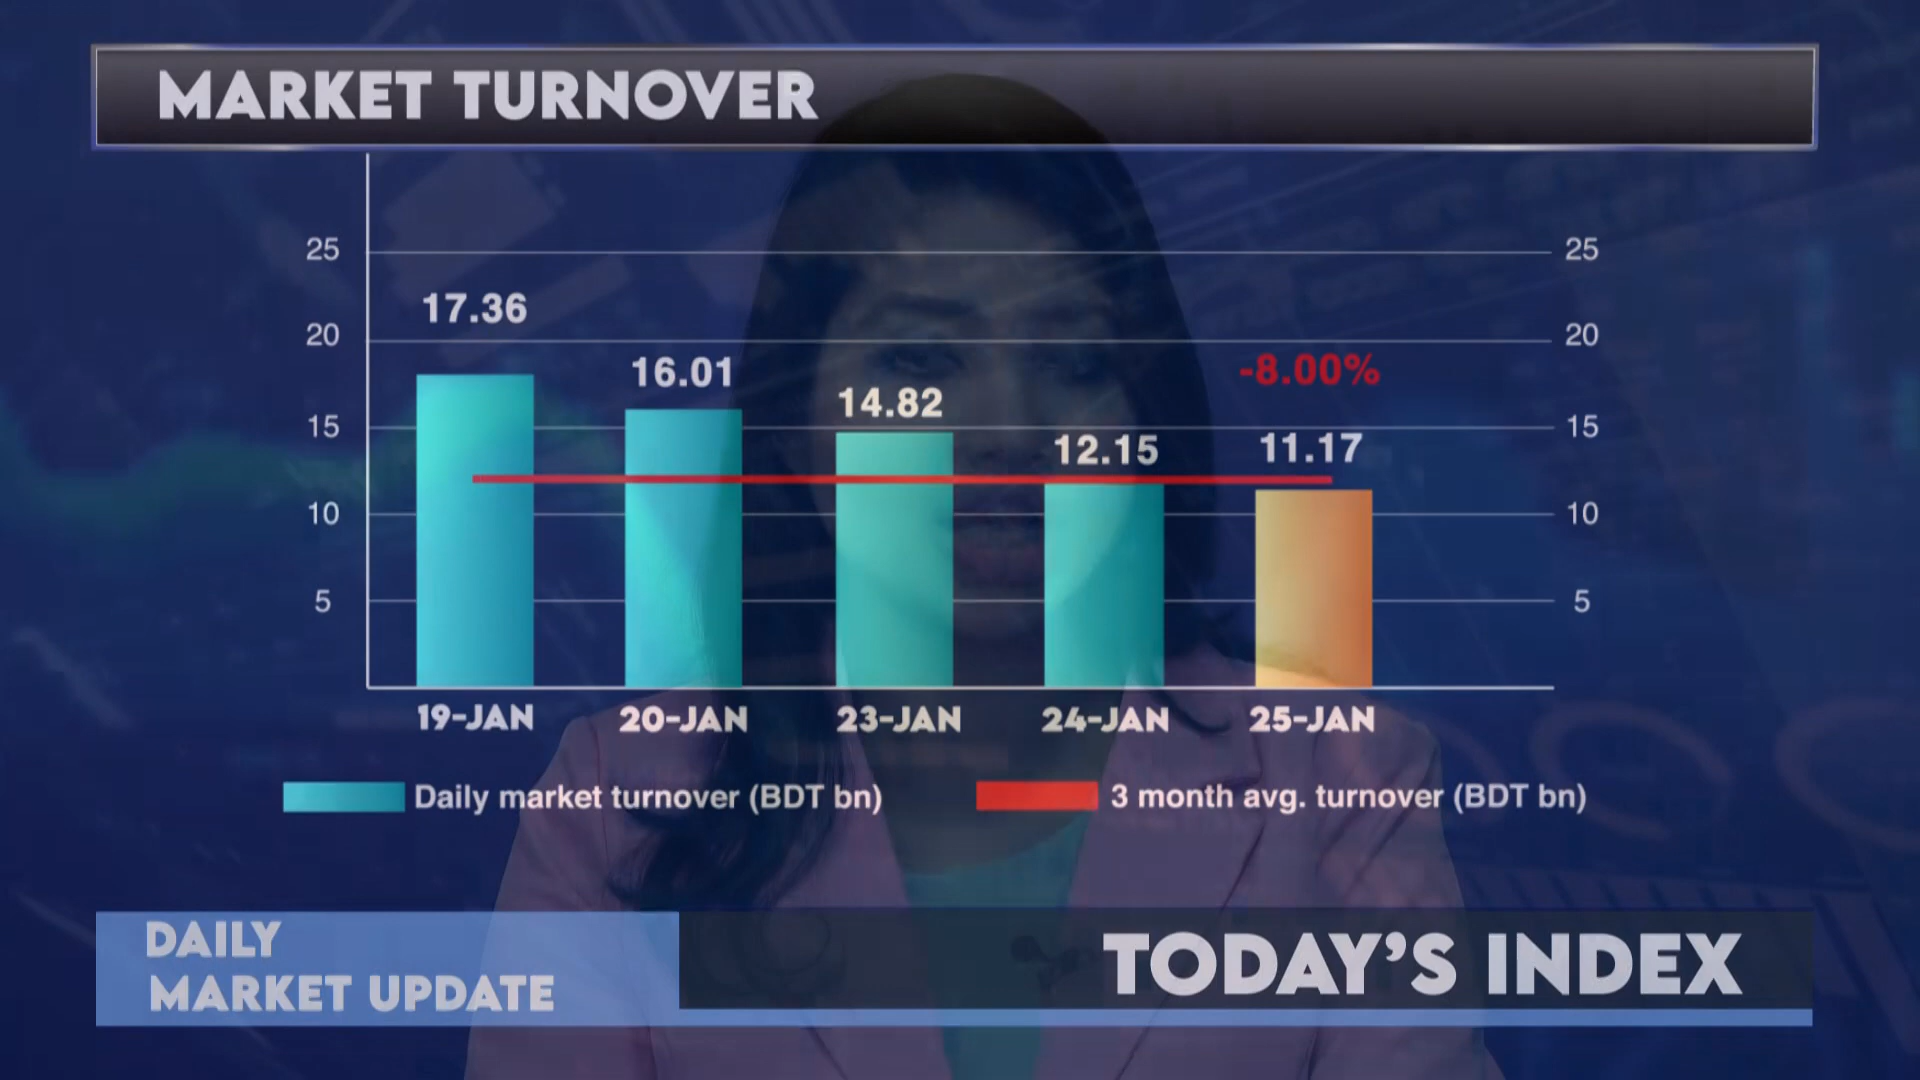 MARKET TURNOVER
25 25
17.36
20 20
16.01
-8.00%
14.82
15 15
12.15
11.17
10 10
5 5
19-JAN 20-JAN 23-JAN 24-JAN 25-JAN
Daily market turnover (BDT bn) 3 month avg. turnover (BDT bn)
DAILY
MARKET UPDATE
TODAY'S INDEX